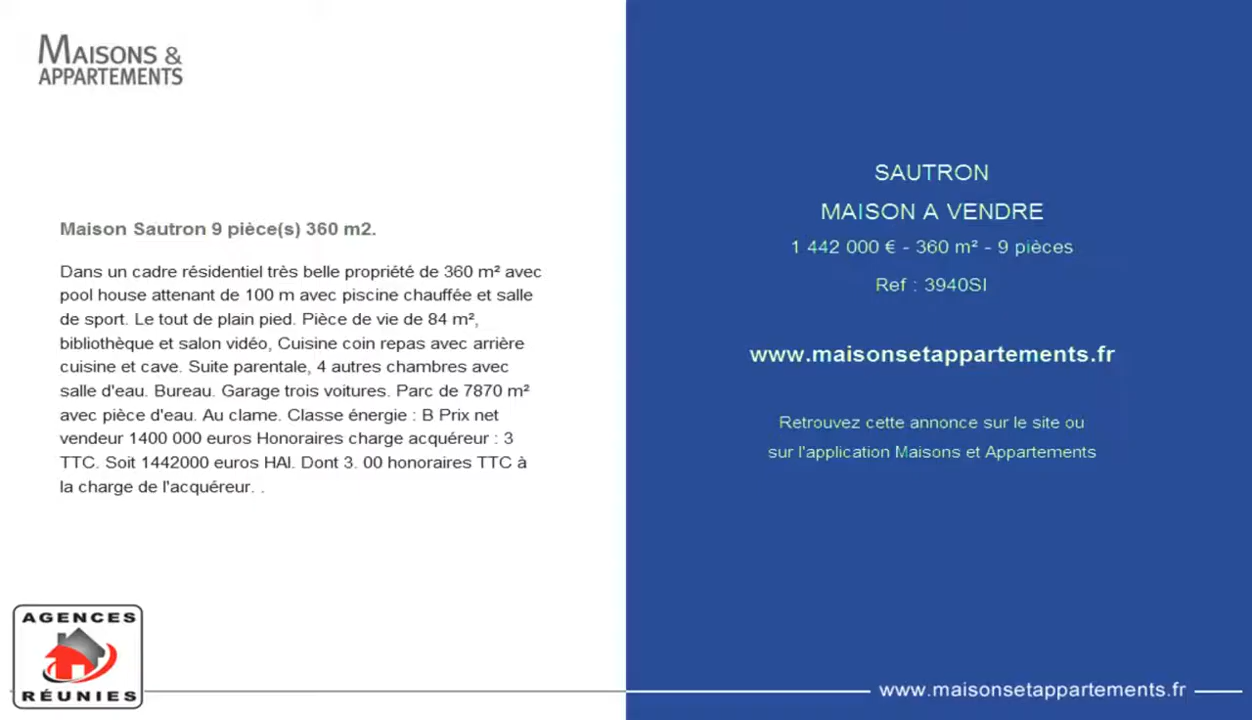 MAISONS &
APPARTEMENTS
Maison Sautron 9 pièce(s) 360 m2.
Dans un cadre résidentiel très belle propriété de 360 m² avec
pool house attenant de 100 m avec piscine chauffée et salle
de sport. Le tout de plain pied. Pièce de vie de 84 m²,
bibliothèque et salon vidéo, Cuisine coin repas avec arrière
cuisine et cave. Suite parentale, 4 autres chambres avec
salle d'eau. Bureau. Garage trois voitures. Parc de 7870 m²
avec pièce d'eau. Au clame. Classe énergie : B Prix net
vendeur 1400 000 euros Honoraires charge acquéreur : 3
TTC. Soit 1442000 euros HAI. Dont 3. 00 honoraires TTC à
la charge de l'acquéreur. .
AGENCES
RÉUNIES
SAUTRON
MAISON A VENDRE
1 442 000 € - 360 m² - 9 pièces
Ref : 3940SI
www.maisonsetappartements.fr
Retrouvez cette annonce sur le site ou
sur l'application Maisons et Appartements
www.maisonsetappartements.fr